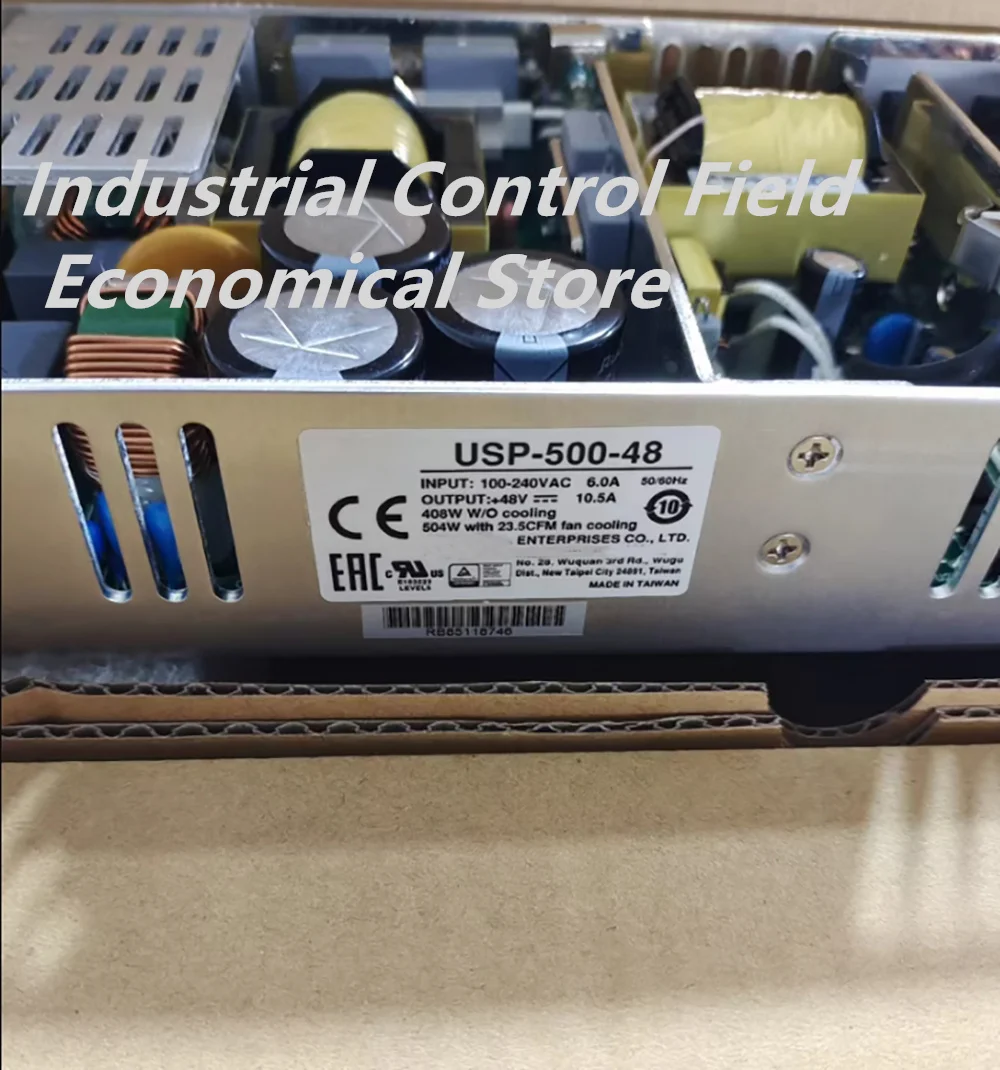 Industrial Control Field
Economical Store
USP-500-48
INPUT: 100-240VAC 6.0A 50/60Hz
OUTPUT:+48V 10.5A
408W W/O cooling
504W with 23.5CFM fan cooling
10
CE
ENTERPRISES CO., LTD.
EAC
c RU US
No. 28, Wuquan 3rd Rd., Wugu
Dist., New Taipei City 24891, Taiwan
MADE IN TAIWAN
RB85118746